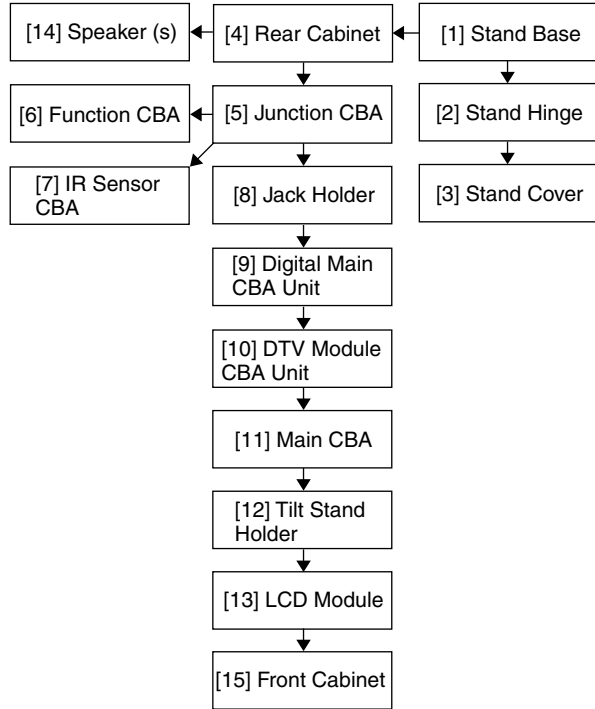 [14] Speaker (s)
[4] Rear Cabinet
[1] Stand Base
[6] Function CBA
[5] Junction CBA
[2] Stand Hinge
[7] IR Sensor
CBA
[8] Jack Holder
[3] Stand Cover
[9] Digital Main
CBA Unit
[10] DTV Module
CBA Unit
[11] Main CBA
[12] Tilt Stand
Holder
[13] LCD Module
[15] Front Cabinet